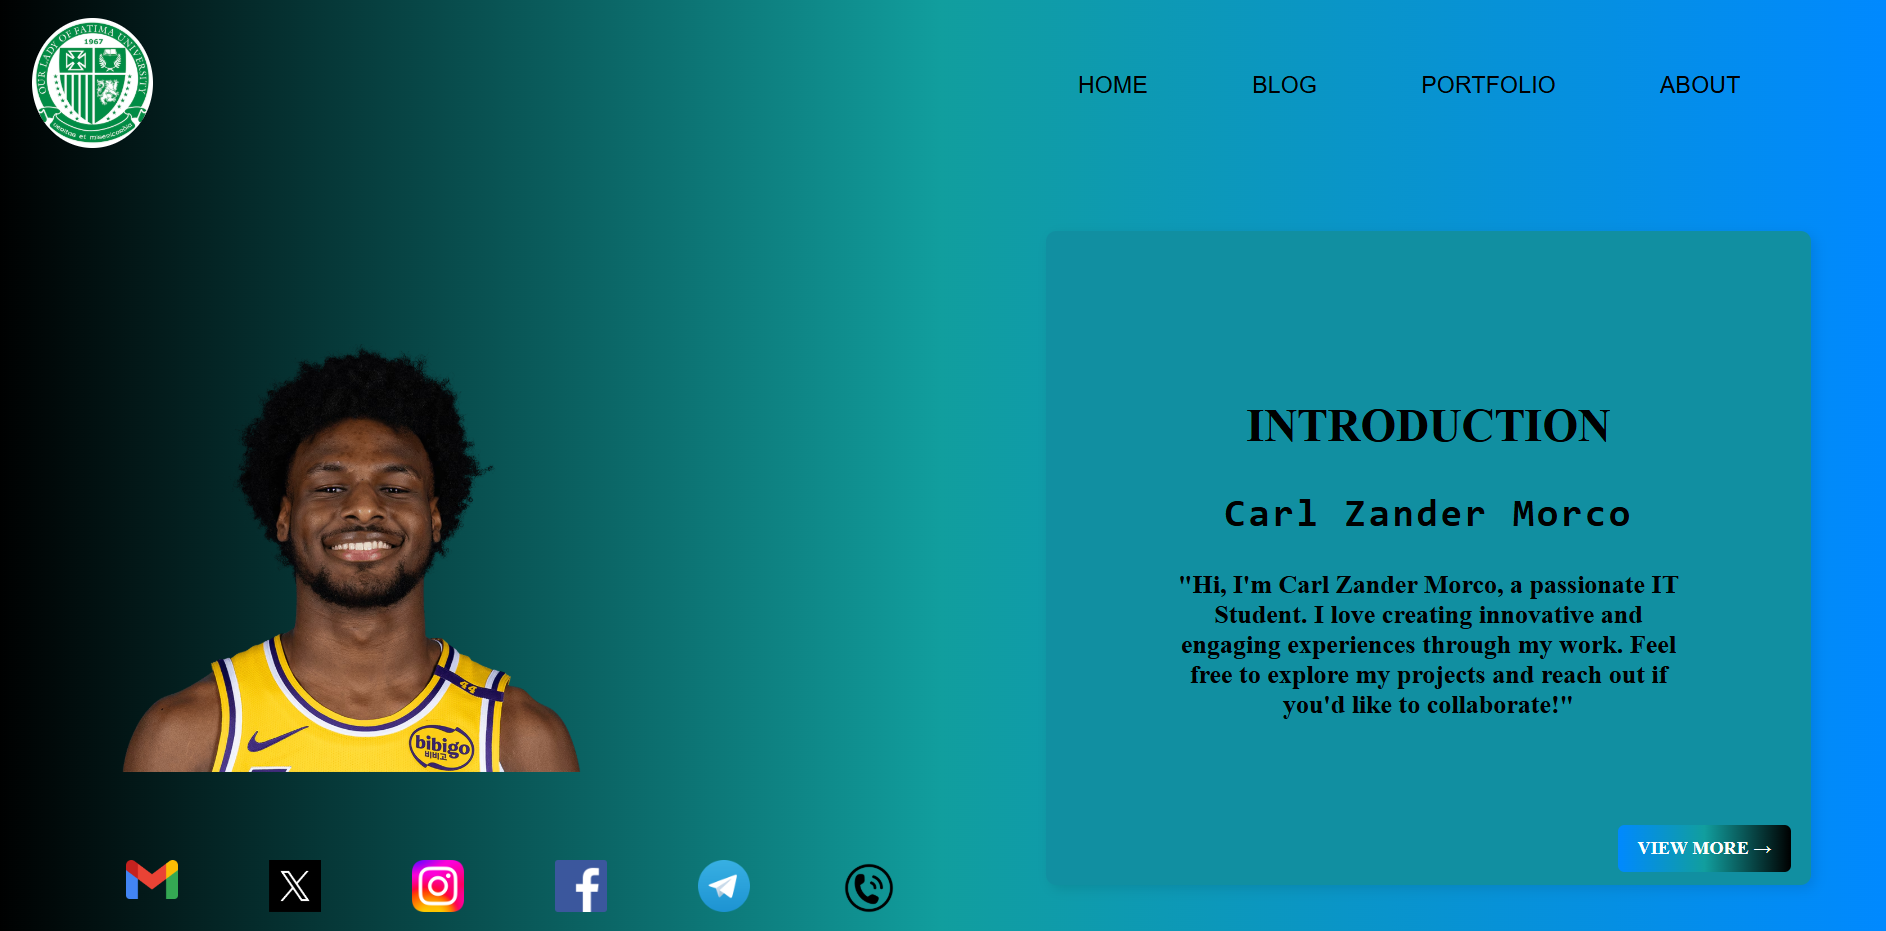 OUR LADY OF FATIMA UNIVERSITY
1967
HOME
BLOG
PORTFOLIO
ABOUT
INTRODUCTION
Carl Zander Morco
"Hi, I'm Carl Zander Morco, a passionate IT
Student. I love creating innovative and
engaging experiences through my work. Feel
free to explore my projects and reach out if
you'd like to collaborate!"
VIEW MORE →
44
bibigo
비비고